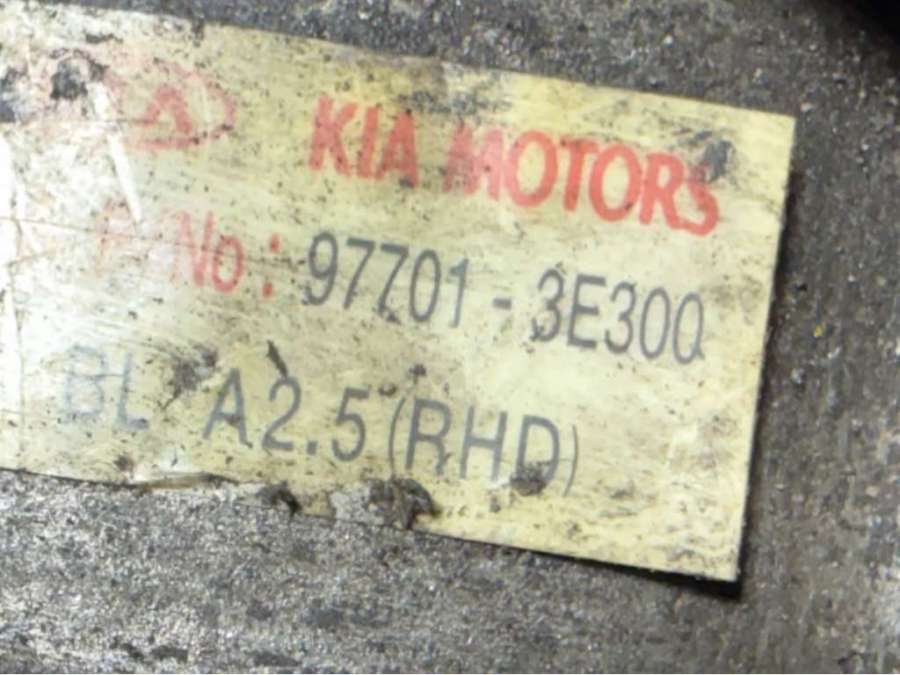 KIA MOTORS
P/No : 97701 - 3E300
BL A2.5 (RHD)